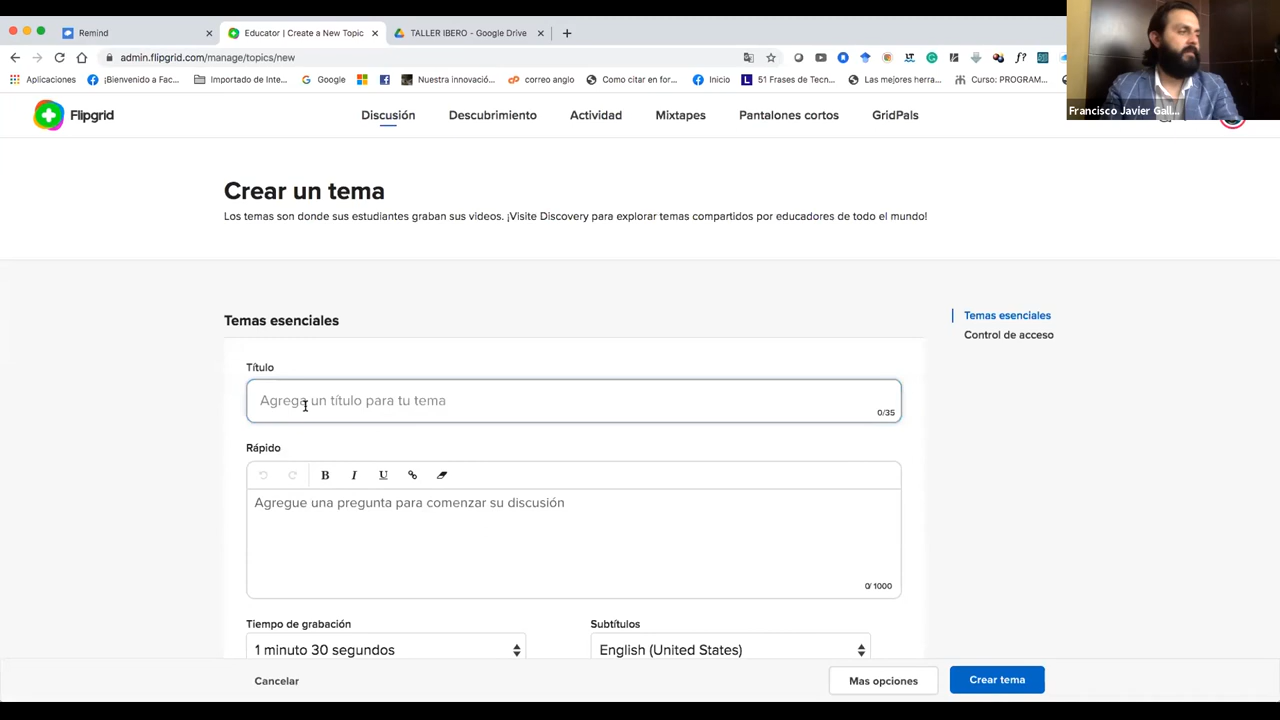 Remind
Educator | Create a New Topic
TALLER IBERO - Google Drive
admin.flipgrid.com/manage/topics/new
Aplicaciones
¡Bienvenido a Fac...
Importado de Inte...
Google
Nuestra innovació...
correo anglo
Como citar en for...
Inicio
51 Frases de Tecn...
Las mejores herra...
Curso: PROGRAM...
Francisco Javier Gall...
Flipgrid
Discusión
Descubrimiento
Actividad
Mixtapes
Pantalones cortos
GridPals
Crear un tema
Los temas son donde sus estudiantes graban sus videos. ¡Visite Discovery para explorar temas compartidos por educadores de todo el mundo!
Temas esenciales
Temas esenciales
Control de acceso
Título
Agrega un título para tu tema
0/35
Rápido
B I U
Agregue una pregunta para comenzar su discusión
0/1000
Tiempo de grabación
Subtítulos
1 minuto 30 segundos
English (United States)
Cancelar
Mas opciones
Crear tema